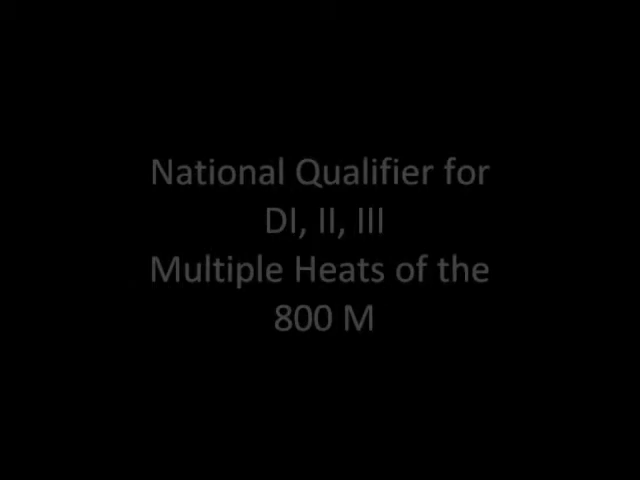 National Qualifier for
DI, II, III
Multiple Heats of the
800 M